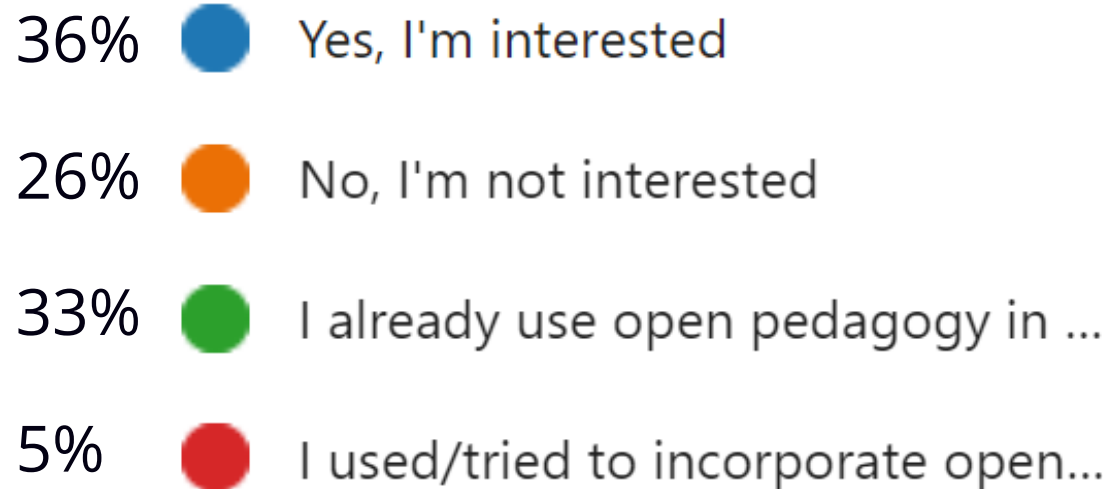 36% Yes, I'm interested
26% No, I'm not interested
33% I already use open pedagogy in ...
5% I used/tried to incorporate open...